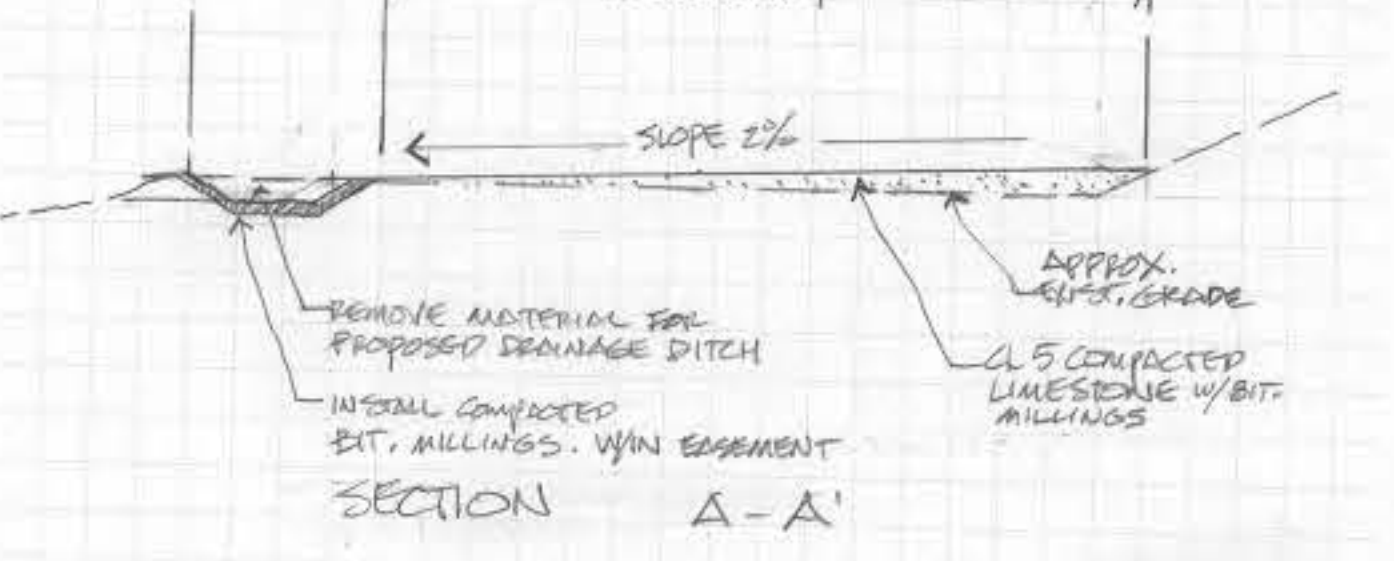 SLOPE 2%
APPROX.
EXIST. GRADE
REMOVE MATERIAL FOR
PROPOSED DRAINAGE DITCH
CL 5 COMPACTED
LIMESTONE W/BIT.
MILLINGS
INSTALL COMPACTED
BIT. MILLINGS. W/IN EASEMENT
SECTION A-A'